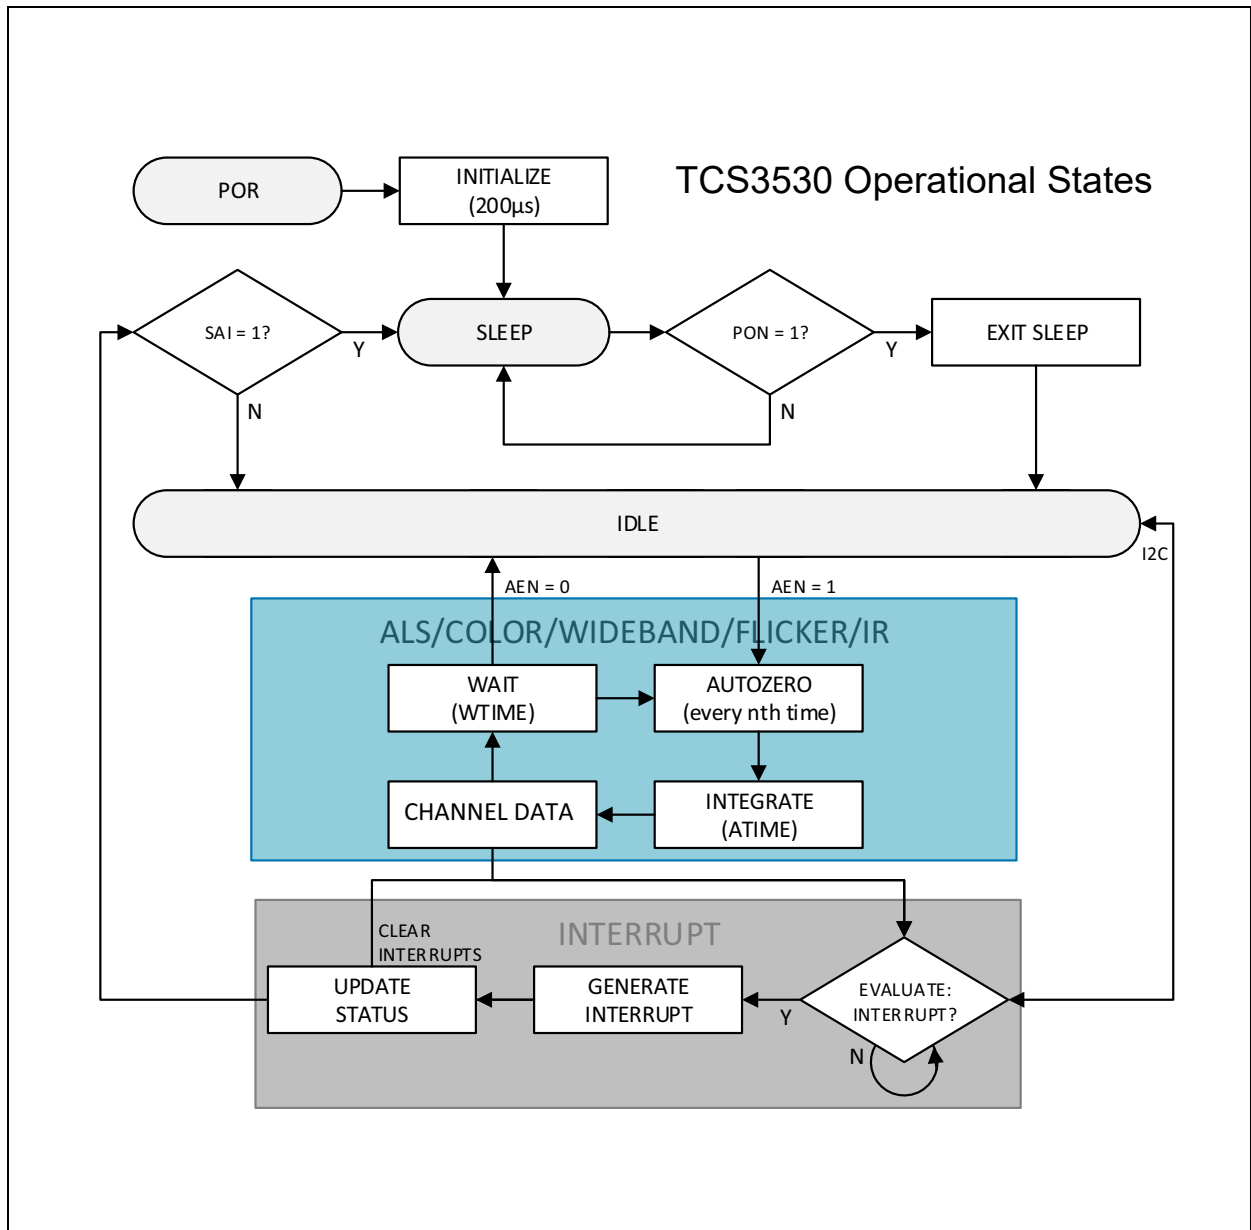 TCS3530 Operational States
POR
INITIALIZE
(200µs)
SAI = 1?
Y
N
SLEEP
PON = 1?
Y
N
EXIT SLEEP
IDLE
I2C
AEN = 0
AEN = 1
ALS/COLOR/WIDEBAND/FLICKER/IR
WAIT
(WTIME)
AUTOZERO
(every nth time)
CHANNEL DATA
INTEGRATE
(ATIME)
INTERRUPT
CLEAR
INTERRUPTS
UPDATE
STATUS
GENERATE
INTERRUPT
Y
EVALUATE:
INTERRUPT?
N